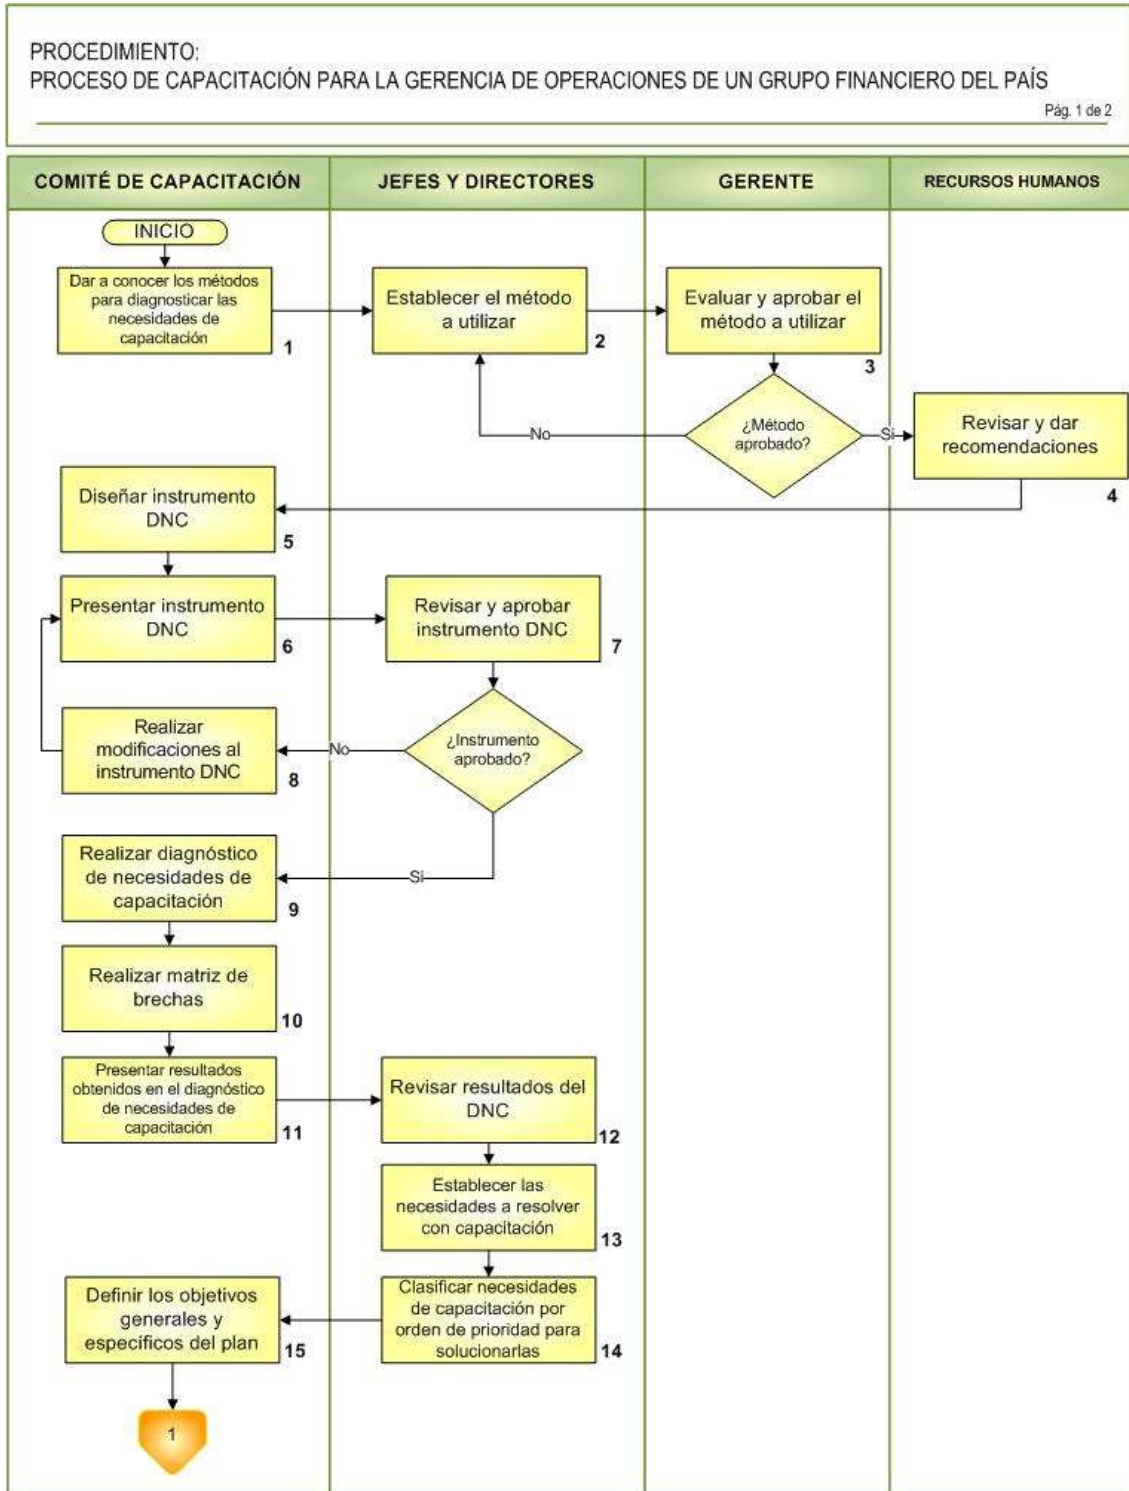 PROCEDIMIENTO:
PROCESO DE CAPACITACIÓN PARA LA GERENCIA DE OPERACIONES DE UN GRUPO FINANCIERO DEL PAÍS
Pág. 1 de 2
COMITÉ DE CAPACITACIÓN
JEFES Y DIRECTORES
GERENTE
RECURSOS HUMANOS
INICIO
Dar a conocer los métodos
para diagnosticar las
necesidades de
capacitación
1
Establecer el método
a utilizar
2
Evaluar y aprobar el
método a utilizar
3
¿Método
aprobado?
No
Si
Revisar y dar
recomendaciones
4
Diseñar instrumento
DNC
5
Presentar instrumento
DNC
6
Revisar y aprobar
instrumento DNC
7
¿Instrumento
aprobado?
No
Realizar
modificaciones al
instrumento DNC
8
Si
Realizar diagnóstico
de necesidades de
capacitación
9
Realizar matriz de
brechas
10
Presentar resultados
obtenidos en el diagnóstico
de necesidades de
capacitación
11
Revisar resultados del
DNC
12
Establecer las
necesidades a resolver
con capacitación
13
Clasificar necesidades
de capacitación por
orden de prioridad para
solucionarlas
14
Definir los objetivos
generales y
específicos del plan
15
1